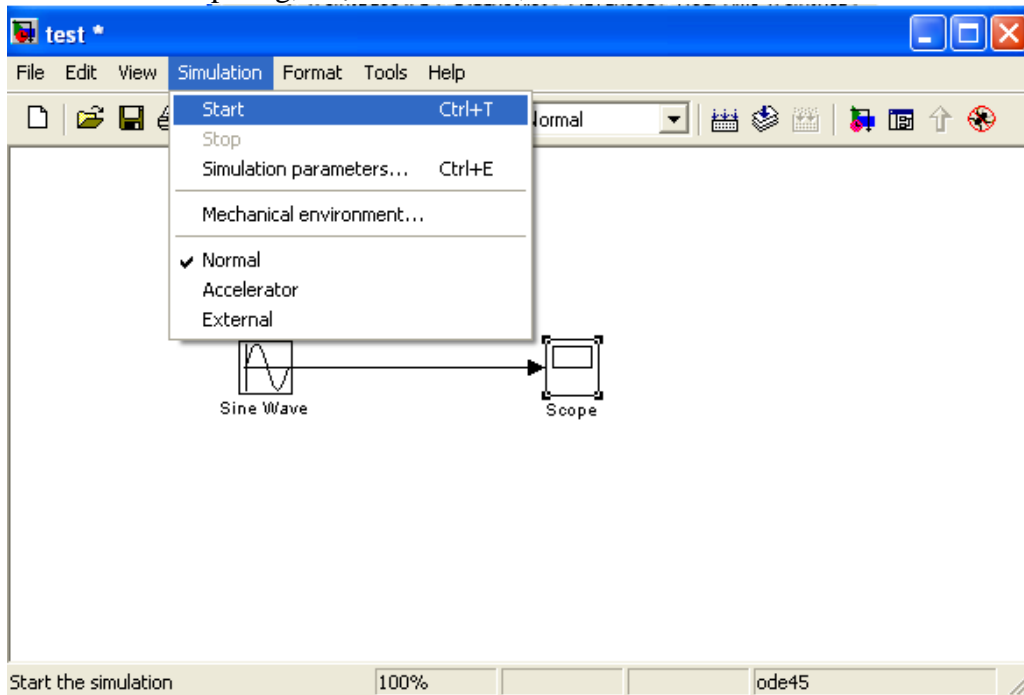 test *
File Edit View Simulation Format Tools Help
Normal
Start Ctrl+T
Stop
Simulation parameters... Ctrl+E
Mechanical environment...
Normal
Accelerator
External
Sine Wave
Scope
Start the simulation 100% ode45